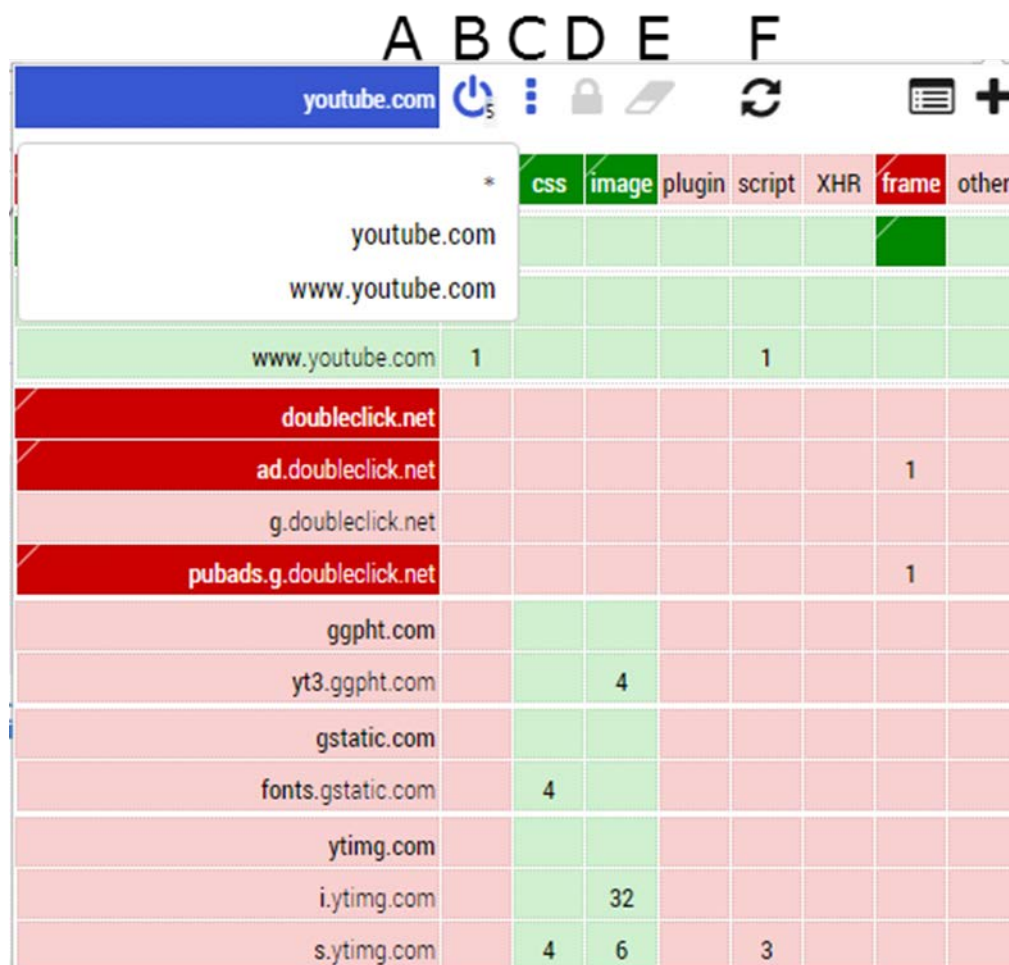 A B C D E F
youtube.com 5
* css image plugin script XHR frame other
youtube.com
www.youtube.com
www.youtube.com 1 1
doubleclick.net
ad.doubleclick.net 1
g.doubleclick.net
pubads.g.doubleclick.net 1
ggpht.com
yt3.ggpht.com 4
gstatic.com
fonts.gstatic.com 4
ytimg.com
i.ytimg.com 32
s.ytimg.com 4 6 3